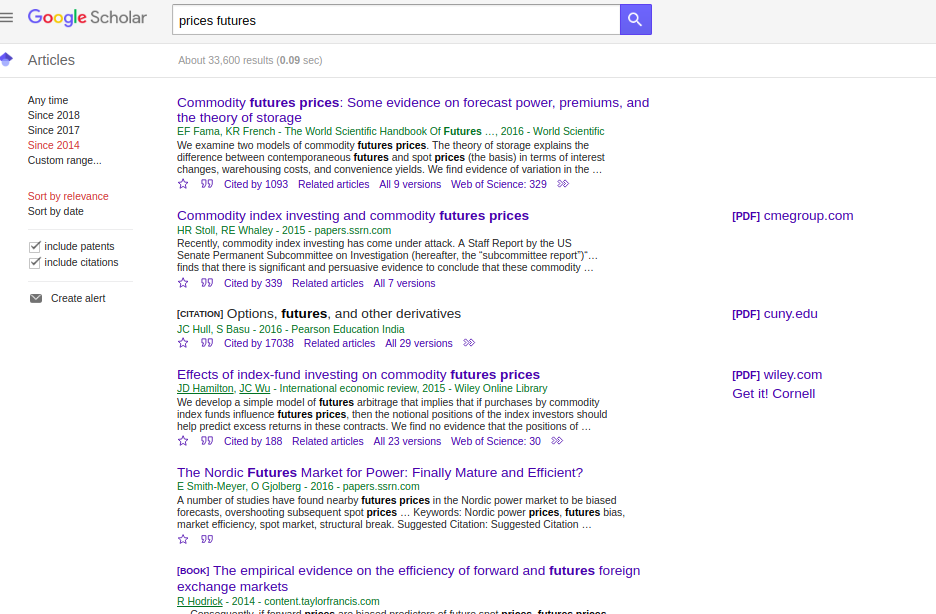 Google Scholar
prices futures
Articles
About 33,600 results (0.09 sec)
Any time
Since 2018
Since 2017
Since 2014
Custom range...
Sort by relevance
Sort by date
include patents
include citations
Create alert
Commodity futures prices: Some evidence on forecast power, premiums, and
the theory of storage
EF Fama, KR French - The World Scientific Handbook Of Futures …, 2016 - World Scientific
We examine two models of commodity futures prices. The theory of storage explains the
difference between contemporaneous futures and spot prices (the basis) in terms of interest
changes, warehousing costs, and convenience yields. We find evidence of variation in the …
Cited by 1093 Related articles All 9 versions Web of Science: 329
Commodity index investing and commodity futures prices
[PDF] cmegroup.com
HR Stoll, RE Whaley - 2015 - papers.ssrn.com
Recently, commodity index investing has come under attack. A Staff Report by the US
Senate Permanent Subcommittee on Investigation (hereafter, the “subcommittee report”)“…
finds that there is significant and persuasive evidence to conclude that these commodity …
Cited by 339 Related articles All 7 versions
[CITATION] Options, futures, and other derivatives
[PDF] cuny.edu
JC Hull, S Basu - 2016 - Pearson Education India
Cited by 17038 Related articles All 29 versions
Effects of index-fund investing on commodity futures prices
[PDF] wiley.com
JD Hamilton, JC Wu - International economic review, 2015 - Wiley Online Library
Get it! Cornell
We develop a simple model of futures arbitrage that implies that if purchases by commodity
index funds influence futures prices, then the notional positions of the index investors should
help predict excess returns in these contracts. We find no evidence that the positions of …
Cited by 188 Related articles All 23 versions Web of Science: 30
The Nordic Futures Market for Power: Finally Mature and Efficient?
E Smith-Meyer, O Gjolberg - 2016 - papers.ssrn.com
A number of studies have found nearby futures prices in the Nordic power market to be biased
forecasts, overshooting subsequent spot prices … Keywords: Nordic power prices, futures bias,
market efficiency, spot market, structural break. Suggested Citation: Suggested Citation …
[BOOK] The empirical evidence on the efficiency of forward and futures foreign
exchange markets
R Hodrick - 2014 - content.taylorfrancis.com
… Consequently, if forward prices are biased predictors of future spot prices, futures prices